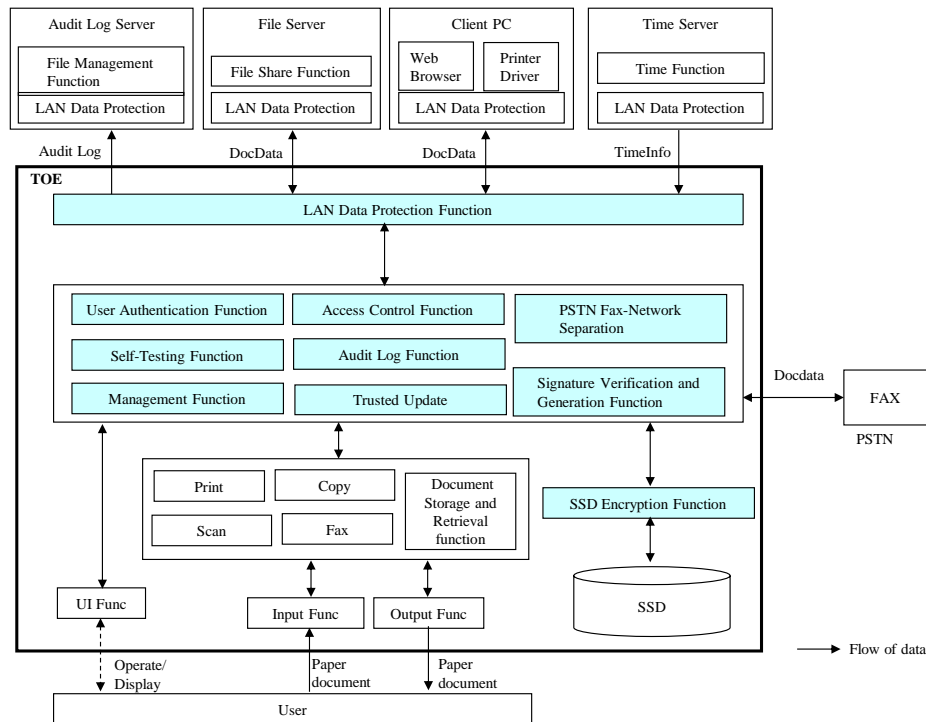 Audit Log Server
File Server
Client PC
Time Server
File Management
Function
LAN Data Protection
File Share Function
LAN Data Protection
Web
Browser
Printer
Driver
LAN Data Protection
Time Function
LAN Data Protection
Audit Log
DocData
DocData
TimeInfo
TOE
LAN Data Protection Function
User Authentication Function
Access Control Function
PSTN Fax-Network
Separation
Self-Testing Function
Audit Log Function
Management Function
Trusted Update
Signature Verification and
Generation Function
Docdata
FAX
PSTN
Print
Copy
Document
Storage and
Retrieval
function
Scan
Fax
SSD Encryption Function
SSD
UI Func
Input Func
Output Func
Flow of data
Operate/
Display
Paper
document
Paper
document
User